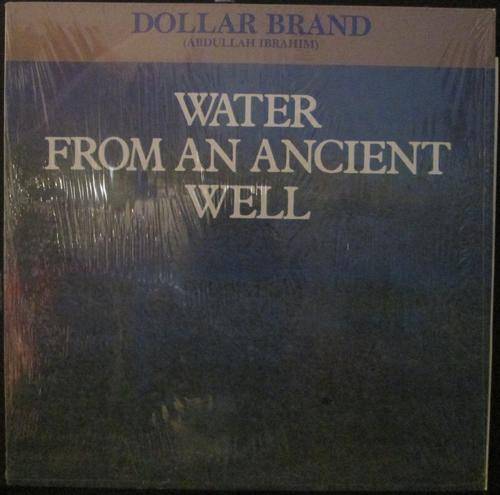 DOLLAR BRAND
(ABDULLAH IBRAHIM)
WATER
FROM AN ANCIENT
WELL